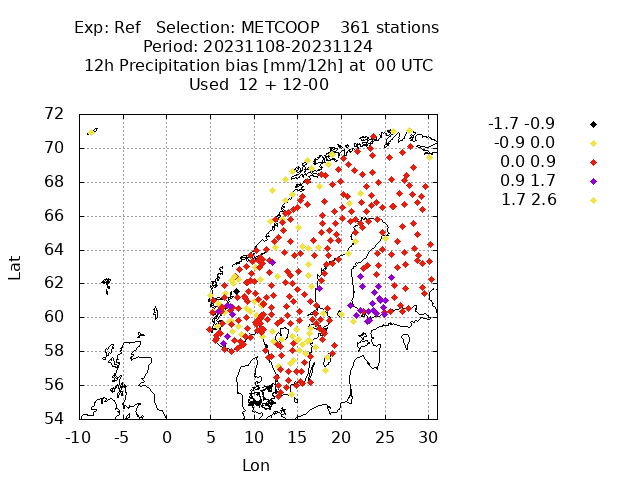 Exp: Ref   Selection: METCOOP    361 stations
Period: 20231108-20231124
12h Precipitation bias [mm/12h] at  00 UTC
Used  12 + 12-00
-1.7 -0.9
-0.9 0.0
0.0 0.9
0.9 1.7
1.7 2.6
72
70
68
66
64
62
60
58
56
54
Lat
-10 -5 0 5 10 15 20 25 30
Lon